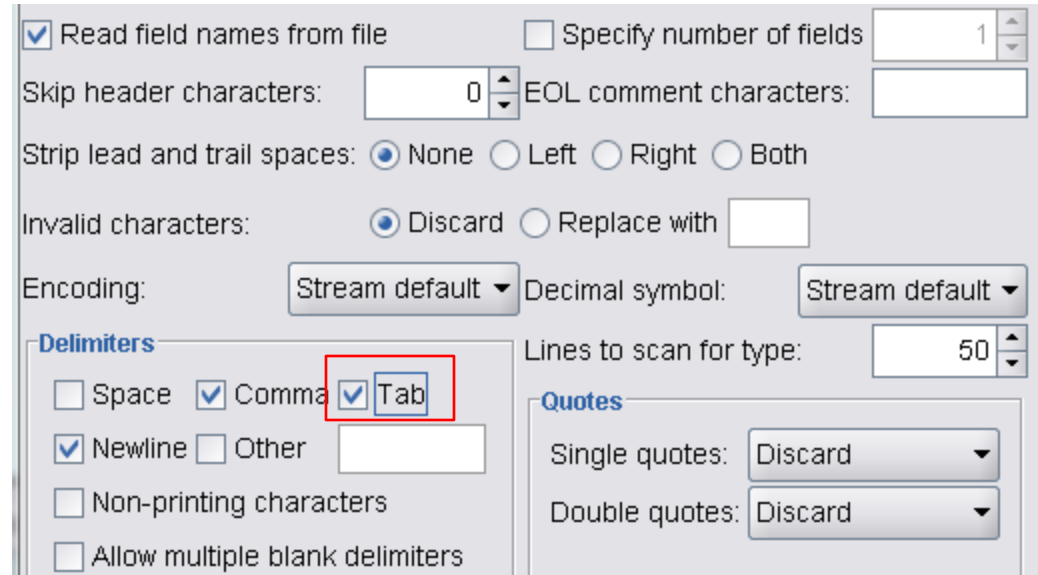 Read field names from file Specify number of fields 1
Skip header characters: 0 EOL comment characters:
Strip lead and trail spaces: None Left Right Both
Invalid characters: Discard Replace with
Encoding: Stream default Decimal symbol: Stream default
Delimiters
Lines to scan for type: 50
Space Comma Tab
Newline Other
Non-printing characters
Allow multiple blank delimiters
Quotes
Single quotes: Discard
Double quotes: Discard